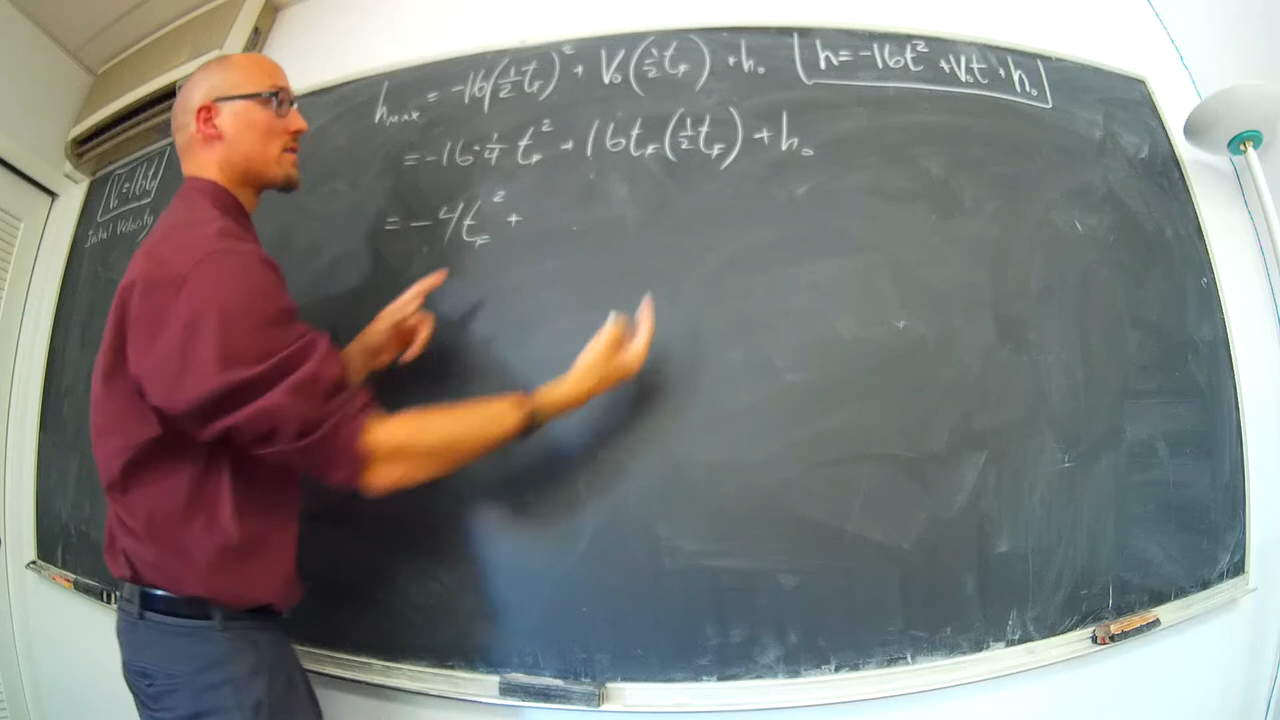 h_max = -16(½t_F)² + V₀(½t_F) + h₀
h = -16t² + V₀t + h₀
= -16·¼ t_F² + 16t_F(½t_F) + h₀
= -4t_F² +
V₀ = 16t_F
Inital Velocity